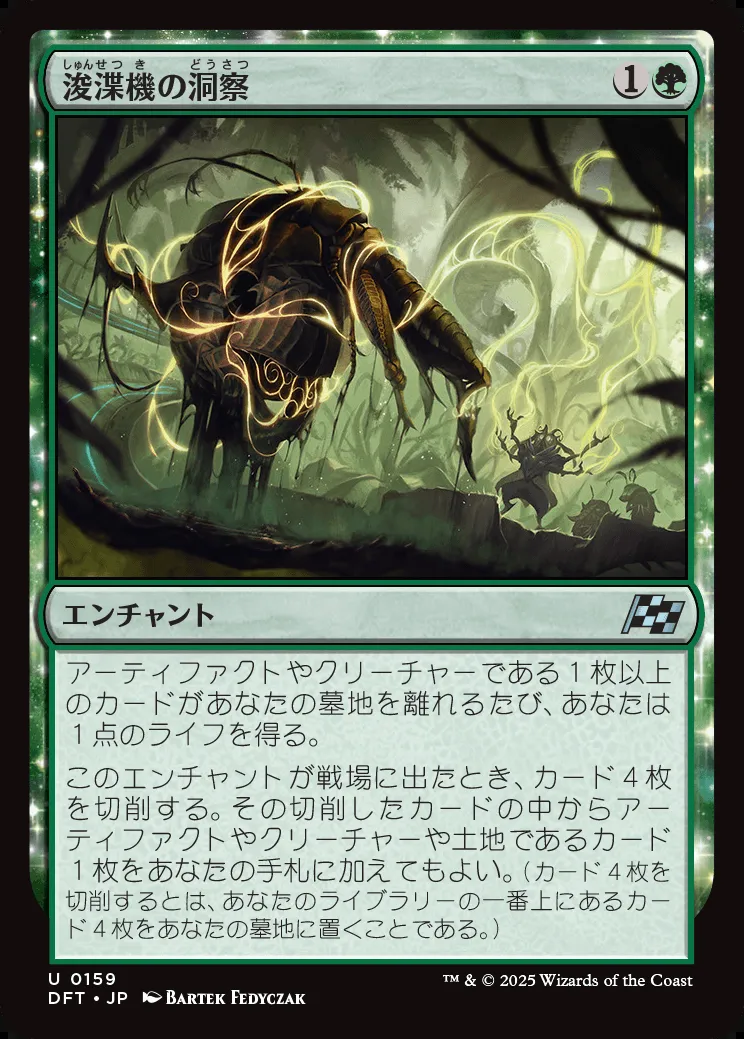 しゅんせつ き どうさつ
浚渫機の洞察 1
エンチャント
アーティファクトやクリーチャーである1枚以上
のカードがあなたの墓地を離れるたび、あなたは
1点のライフを得る。
このエンチャントが戦場に出たとき、カード4枚
を切削する。その切削したカードの中からアー
ティファクトやクリーチャーや土地であるカード
1枚をあなたの手札に加えてもよい。（カード4枚を
切削するとは、あなたのライブラリーの一番上にあるカー
ド4枚をあなたの墓地に置くことである。）
U 0159
DFT • JP BARTEK FEDYCZAK
™ & © 2025 Wizards of the Coast